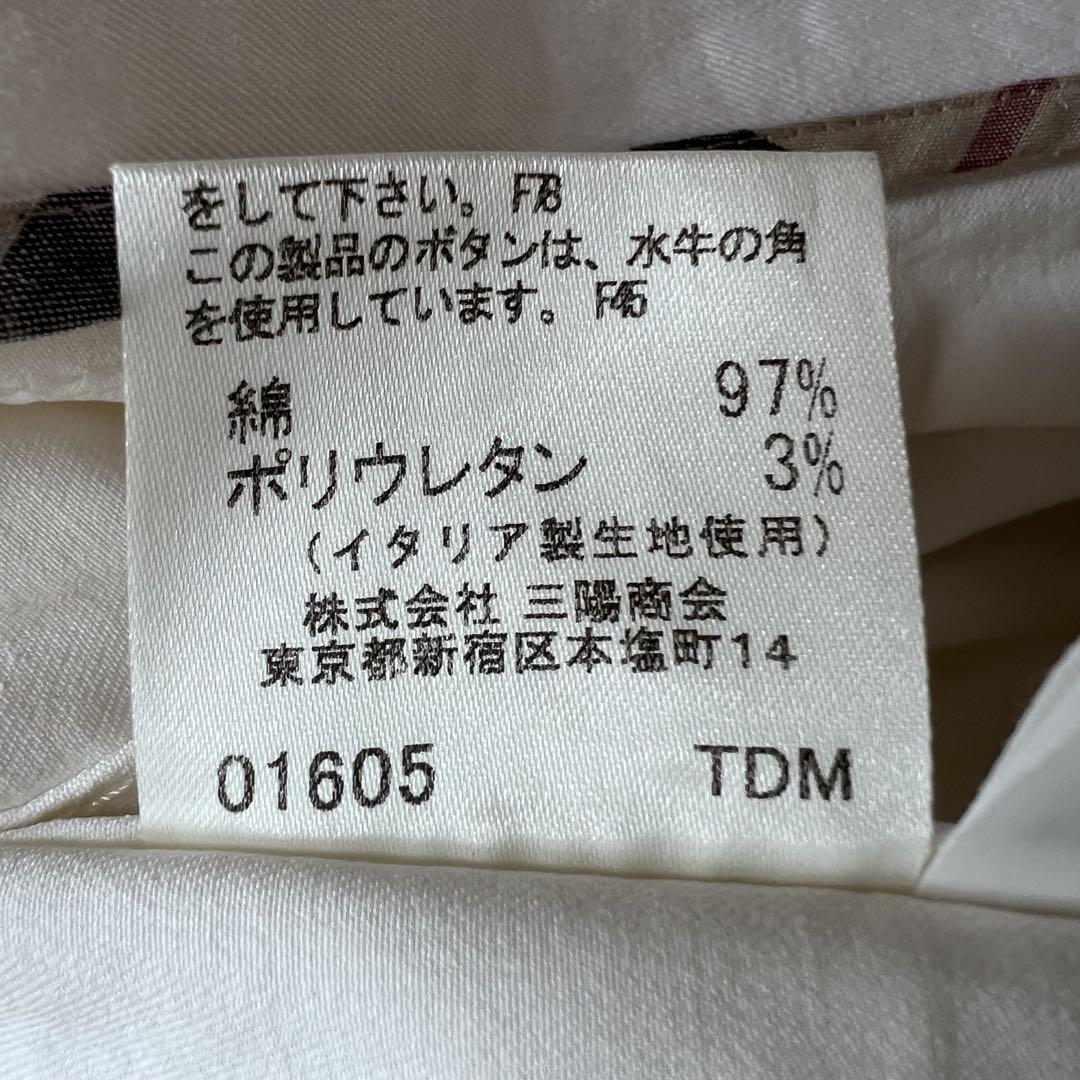 をして下さい。F78
この製品のボタンは、水牛の角
を使用しています。F45
綿 97%
ポリウレタン 3%
(イタリア製生地使用)
株式会社 三陽商会
東京都新宿区本塩町14
01605 TDM